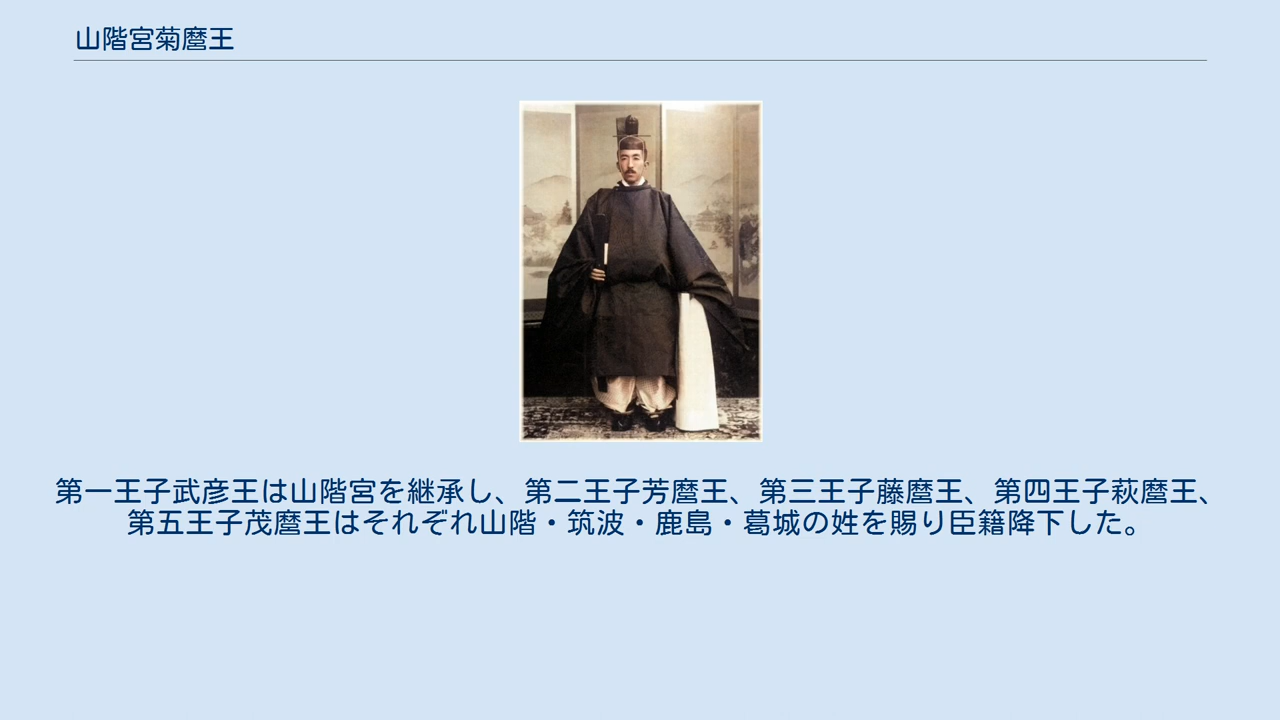 山階宮菊麿王
第一王子武彦王は山階宮を継承し、第二王子芳麿王、第三王子藤麿王、第四王子萩麿王、
第五王子茂麿王はそれぞれ山階・筑波・鹿島・葛城の姓を賜り臣籍降下した。